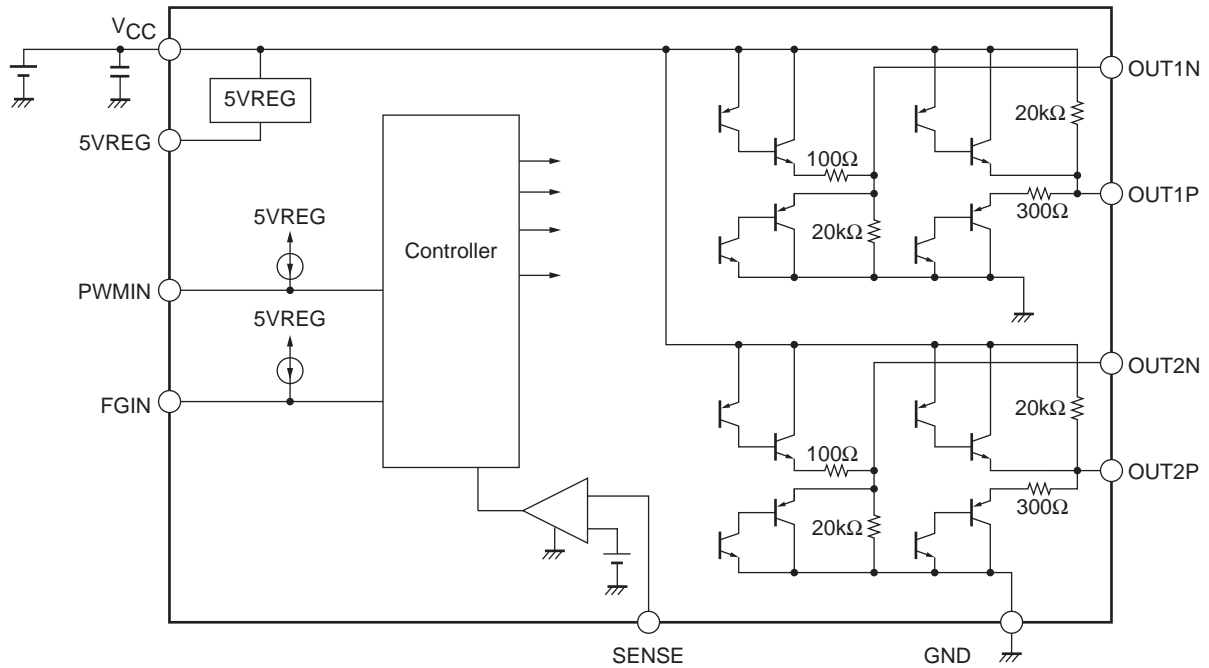 VCC
5VREG
5VREG
5VREG
PWMIN
5VREG
FGIN
Controller
SENSE
GND
OUT1N
20kΩ
100Ω
OUT1P
300Ω
20kΩ
OUT2N
20kΩ
100Ω
OUT2P
300Ω
20kΩ